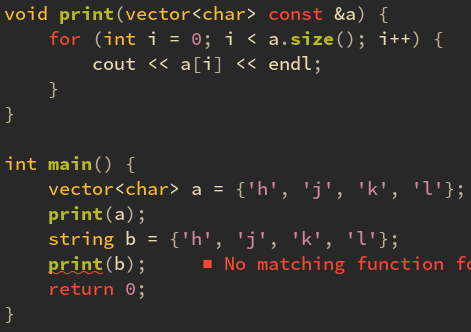 void print(vector<char> const &a) {
    for (int i = 0; i < a.size(); i++) {
        cout << a[i] << endl;
    }
}

int main() {
    vector<char> a = {'h', 'j', 'k', 'l'};
    print(a);
    string b = {'h', 'j', 'k', 'l'};
    print(b);     ■ No matching function
    return 0;
}